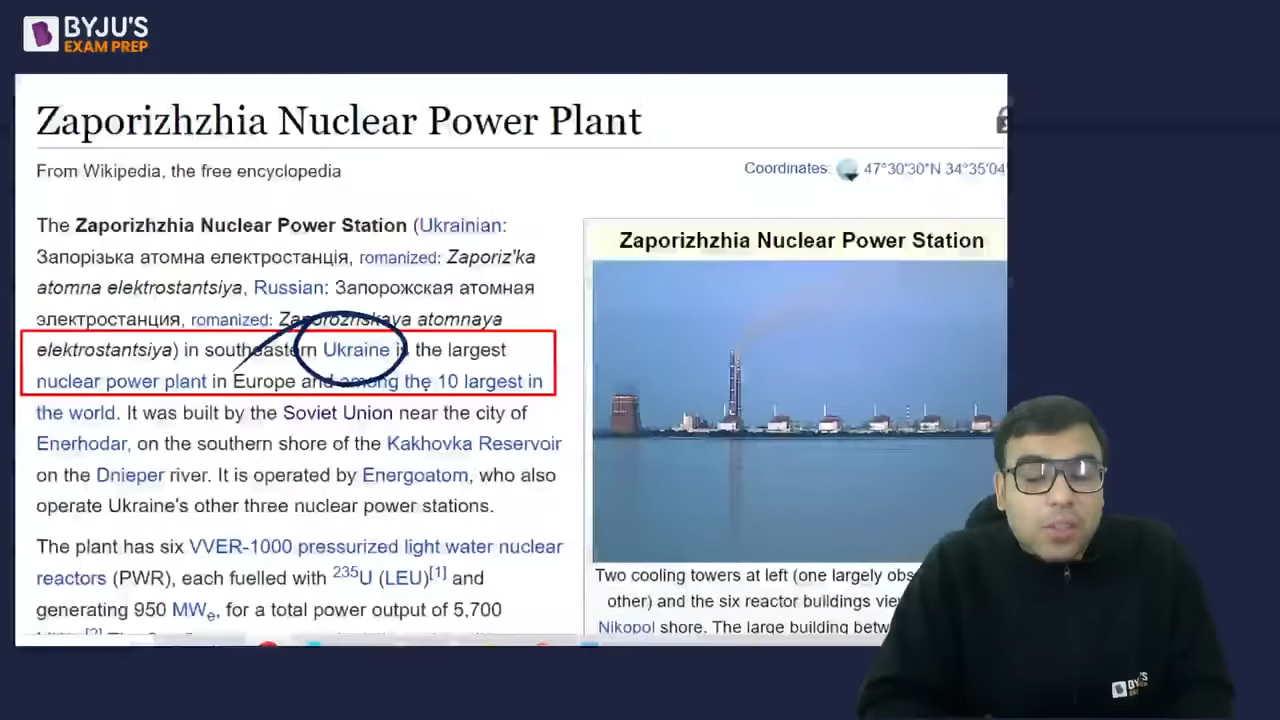 BYJU'S
EXAM PREP
Zaporizhzhia Nuclear Power Plant
From Wikipedia, the free encyclopedia
Coordinates: 47°30′30″N 34°35′04
The Zaporizhzhia Nuclear Power Station (Ukrainian:
Запорізька атомна електростанція, romanized: Zaporiz'ka
atomna elektrostantsiya, Russian: Запорожская атомная
электростанция, romanized: Zaporozhskaya atomnaya
elektrostantsiya) in southeastern Ukraine is the largest
nuclear power plant in Europe and among the 10 largest in
the world. It was built by the Soviet Union near the city of
Enerhodar, on the southern shore of the Kakhovka Reservoir
on the Dnieper river. It is operated by Energoatom, who also
operate Ukraine's other three nuclear power stations.
The plant has six VVER-1000 pressurized light water nuclear
reactors (PWR), each fuelled with 235U (LEU)[1] and
generating 950 MWe, for a total power output of 5,700
Zaporizhzhia Nuclear Power Station
Two cooling towers at left (one largely obs
other) and the six reactor buildings vie
Nikopol shore. The large building betw
BYJU'S